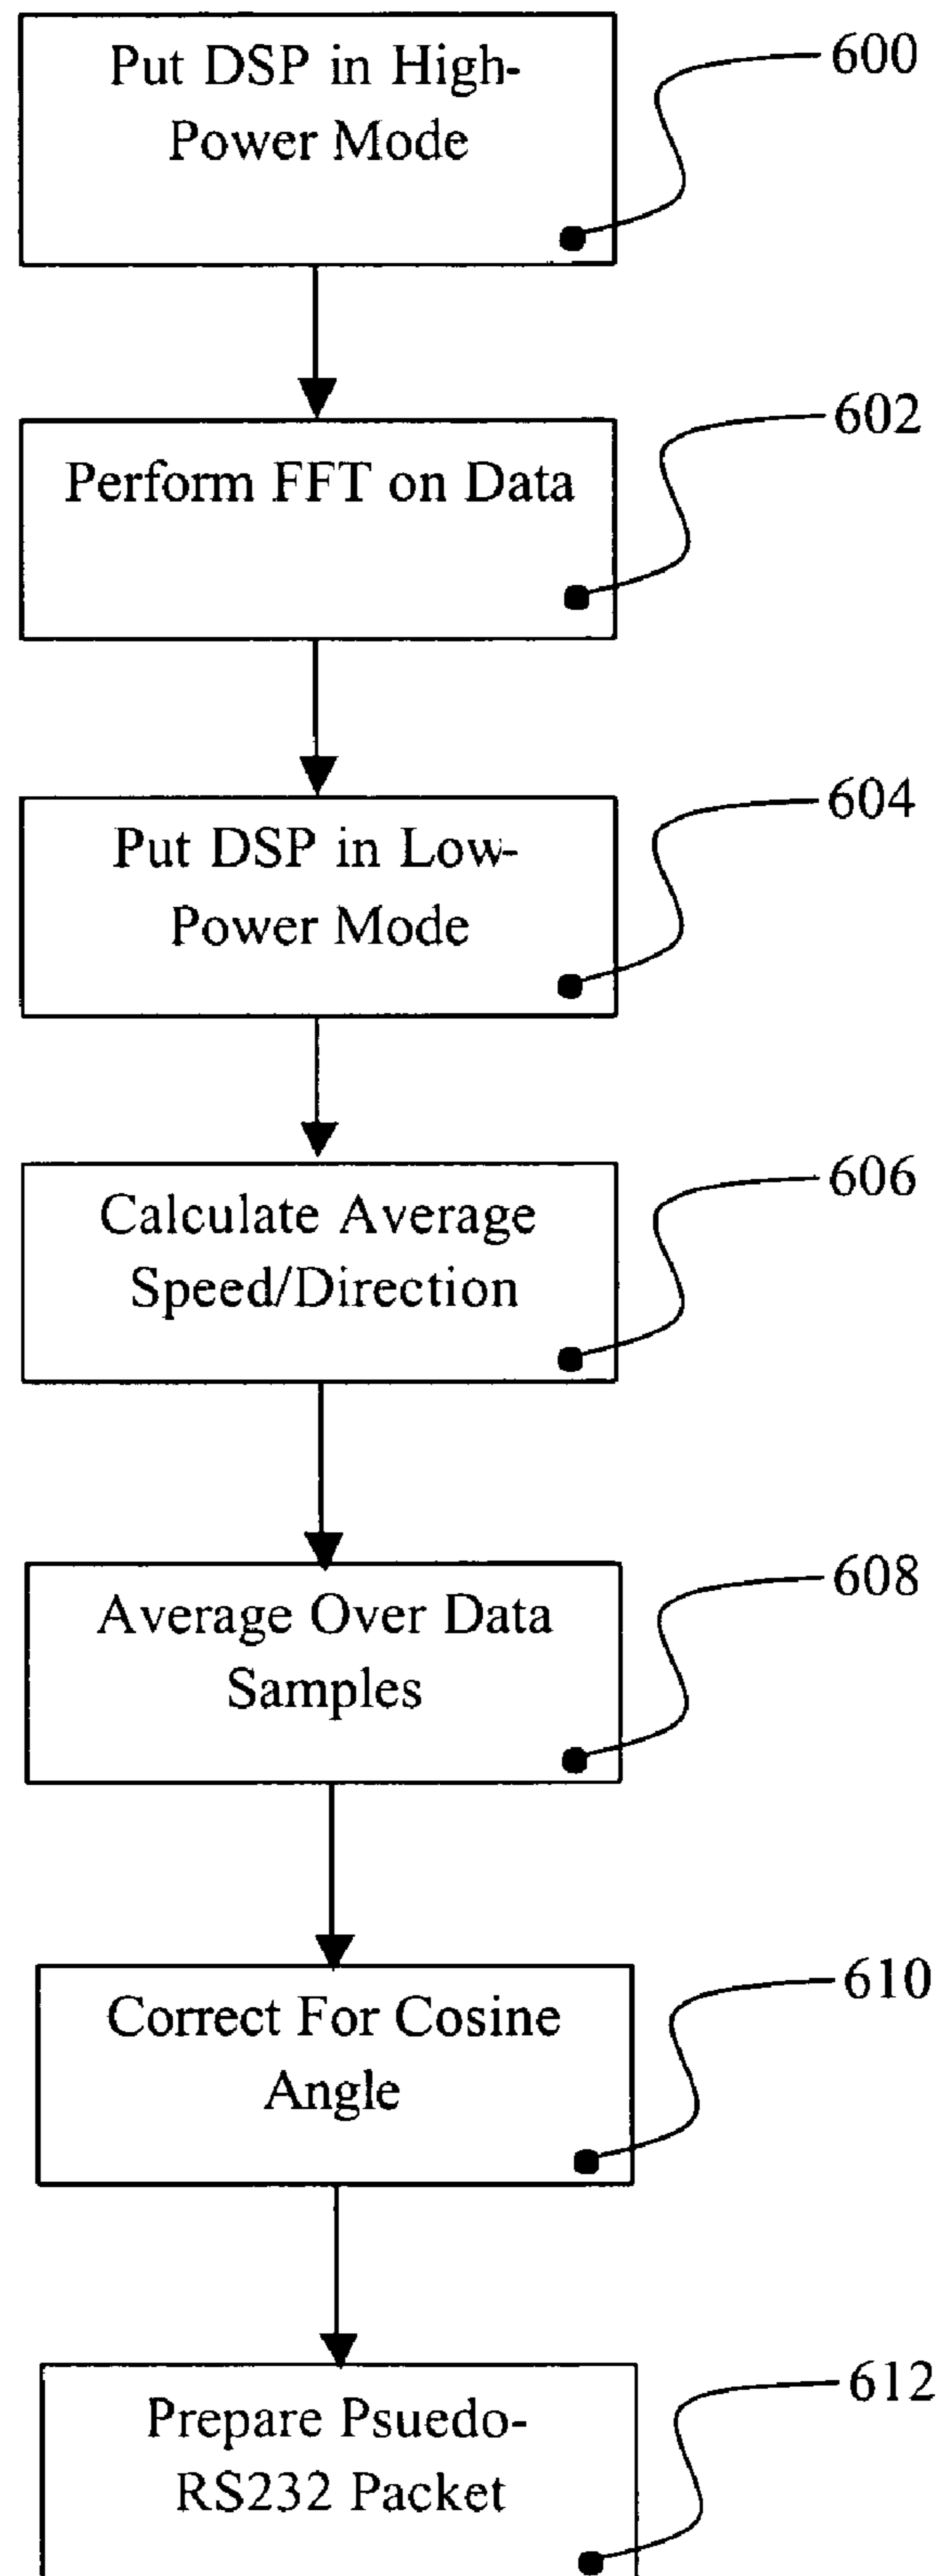 Put DSP in High-
Power Mode
600
Perform FFT on Data
602
Put DSP in Low-
Power Mode
604
Calculate Average
Speed/Direction
606
Average Over Data
Samples
608
Correct For Cosine
Angle
610
Prepare Psuedo-
RS232 Packet
612